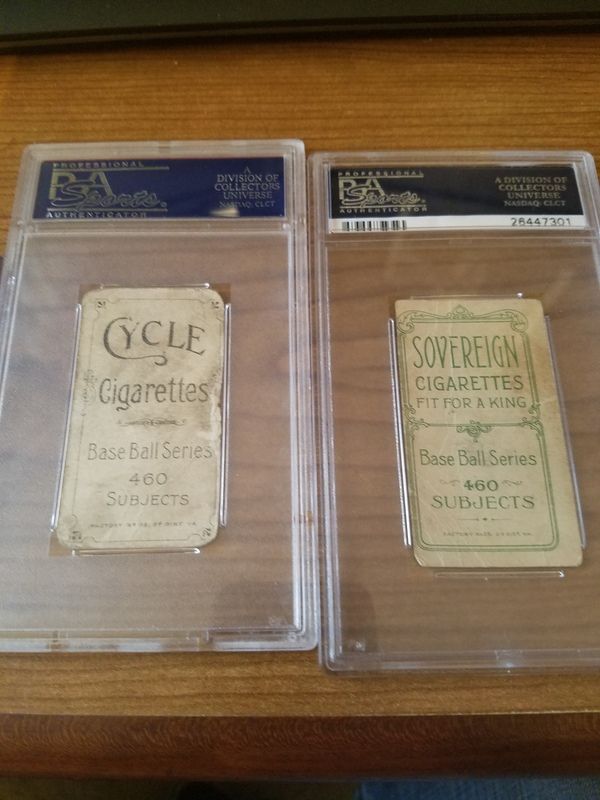 PROFESSIONAL
PSA
Sports.
AUTHENTICATOR
A
DIVISION OF
COLLECTORS
UNIVERSE
NASDAQ: CLCT
CYCLE
Cigarettes
Base Ball Series
460
SUBJECTS
PROFESSIONAL
PSA
Sports.
AUTHENTICATOR
A DIVISION OF
COLLECTORS
UNIVERSE
NASDAQ: CLCT
28447301
SOVEREIGN
CIGARETTES
FIT FOR A KING
Base Ball Series
460
SUBJECTS